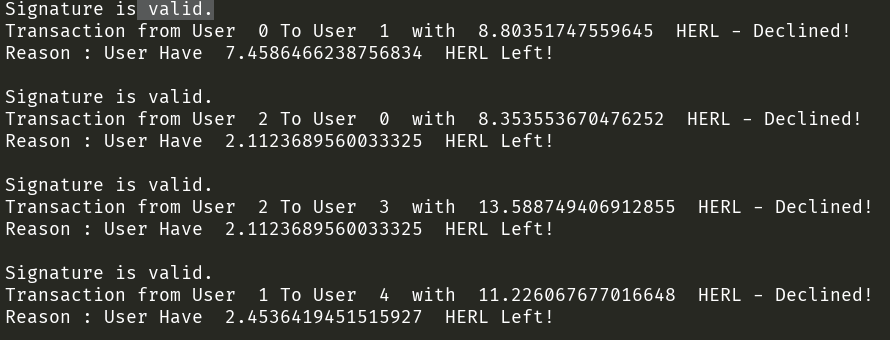 Signature is valid.
Transaction from User  0 To User  1  with  8.80351747559645  HERL - Declined!
Reason : User Have  7.4586466238756834  HERL Left!

Signature is valid.
Transaction from User  2 To User  0  with  8.353553670476252  HERL - Declined!
Reason : User Have  2.1123689560033325  HERL Left!

Signature is valid.
Transaction from User  2 To User  3  with  13.588749406912855  HERL - Declined!
Reason : User Have  2.1123689560033325  HERL Left!

Signature is valid.
Transaction from User  1 To User  4  with  11.226067677016648  HERL - Declined!
Reason : User Have  2.4536419451515927  HERL Left!